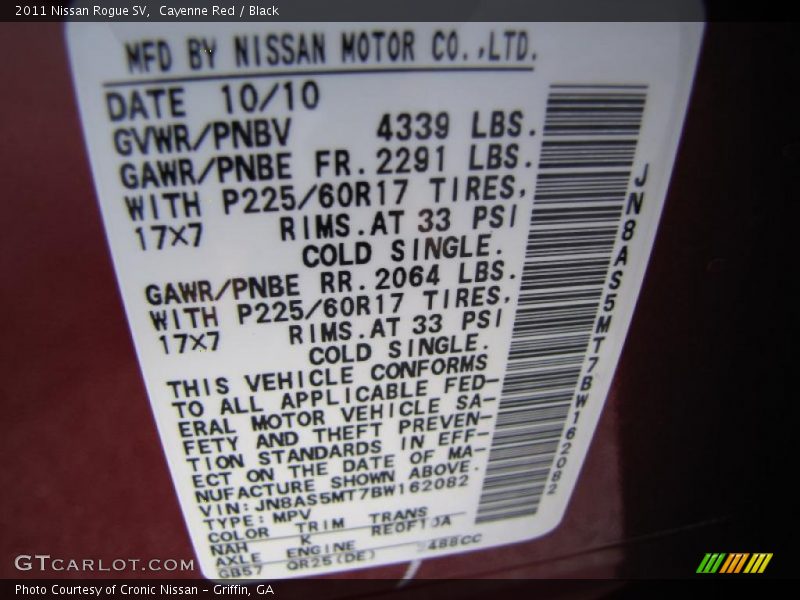 2011 Nissan Rogue SV,  Cayenne Red / Black
MFD BY NISSAN MOTOR CO.,LTD.
DATE 10/10
GVWR/PNBV 4339 LBS.
GAWR/PNBE FR. 2291 LBS.
WITH P225/60R17 TIRES,
17X7 RIMS.AT 33 PSI
COLD SINGLE.
GAWR/PNBE RR. 2064 LBS.
WITH P225/60R17 TIRES,
17X7 RIMS.AT 33 PSI
COLD SINGLE.
THIS VEHICLE CONFORMS
TO ALL APPLICABLE FED-
ERAL MOTOR VEHICLE SA-
FETY AND THEFT PREVEN-
TION STANDARDS IN EFF-
ECT ON THE DATE OF MA-
NUFACTURE SHOWN ABOVE.
VIN:JN8AS5MT7BW162082
TYPE:MPV
COLOR TRIM TRANS
NAH K RE0F10A
AXLE ENGINE
GB57 QR25(DE) 2488CC
JN8AS5MT7BW162082
GTCARLOT.COM
Photo Courtesy of Cronic Nissan - Griffin, GA